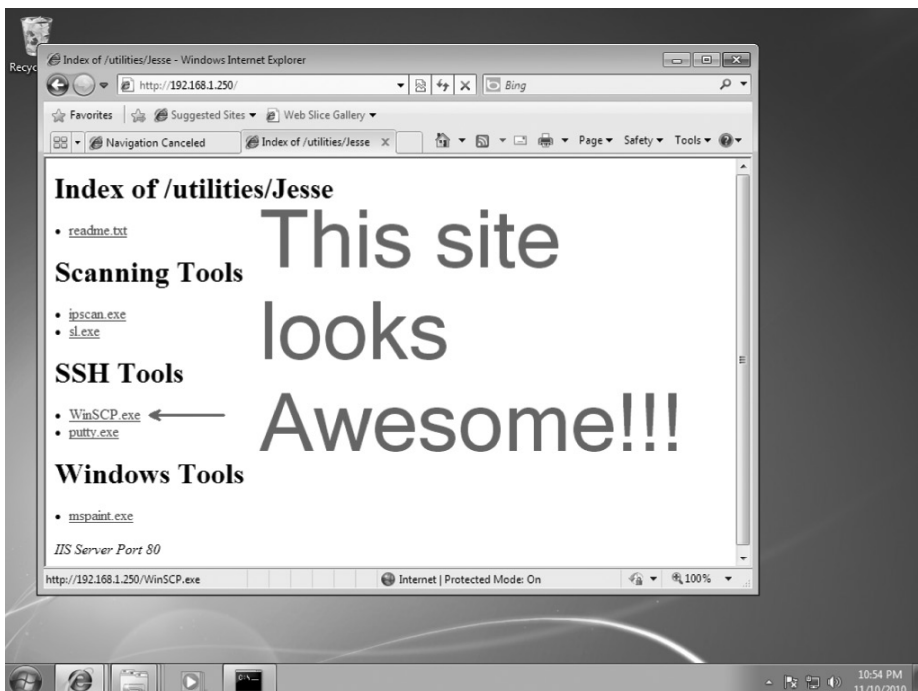 Recyc
Index of /utilities/Jesse - Windows Internet Explorer
http://192.168.1.250/
Bing
Favorites
Suggested Sites
Web Slice Gallery
Navigation Canceled
Index of /utilities/Jesse
Page
Safety
Tools
Index of /utilities/Jesse
readme.txt
Scanning Tools
ipscan.exe
sl.exe
SSH Tools
WinSCP.exe
putty.exe
Windows Tools
mspaint.exe
IIS Server Port 80
This site
looks
Awesome!!!
http://192.168.1.250/WinSCP.exe
Internet | Protected Mode: On
100%
10:54 PM
11/10/2010